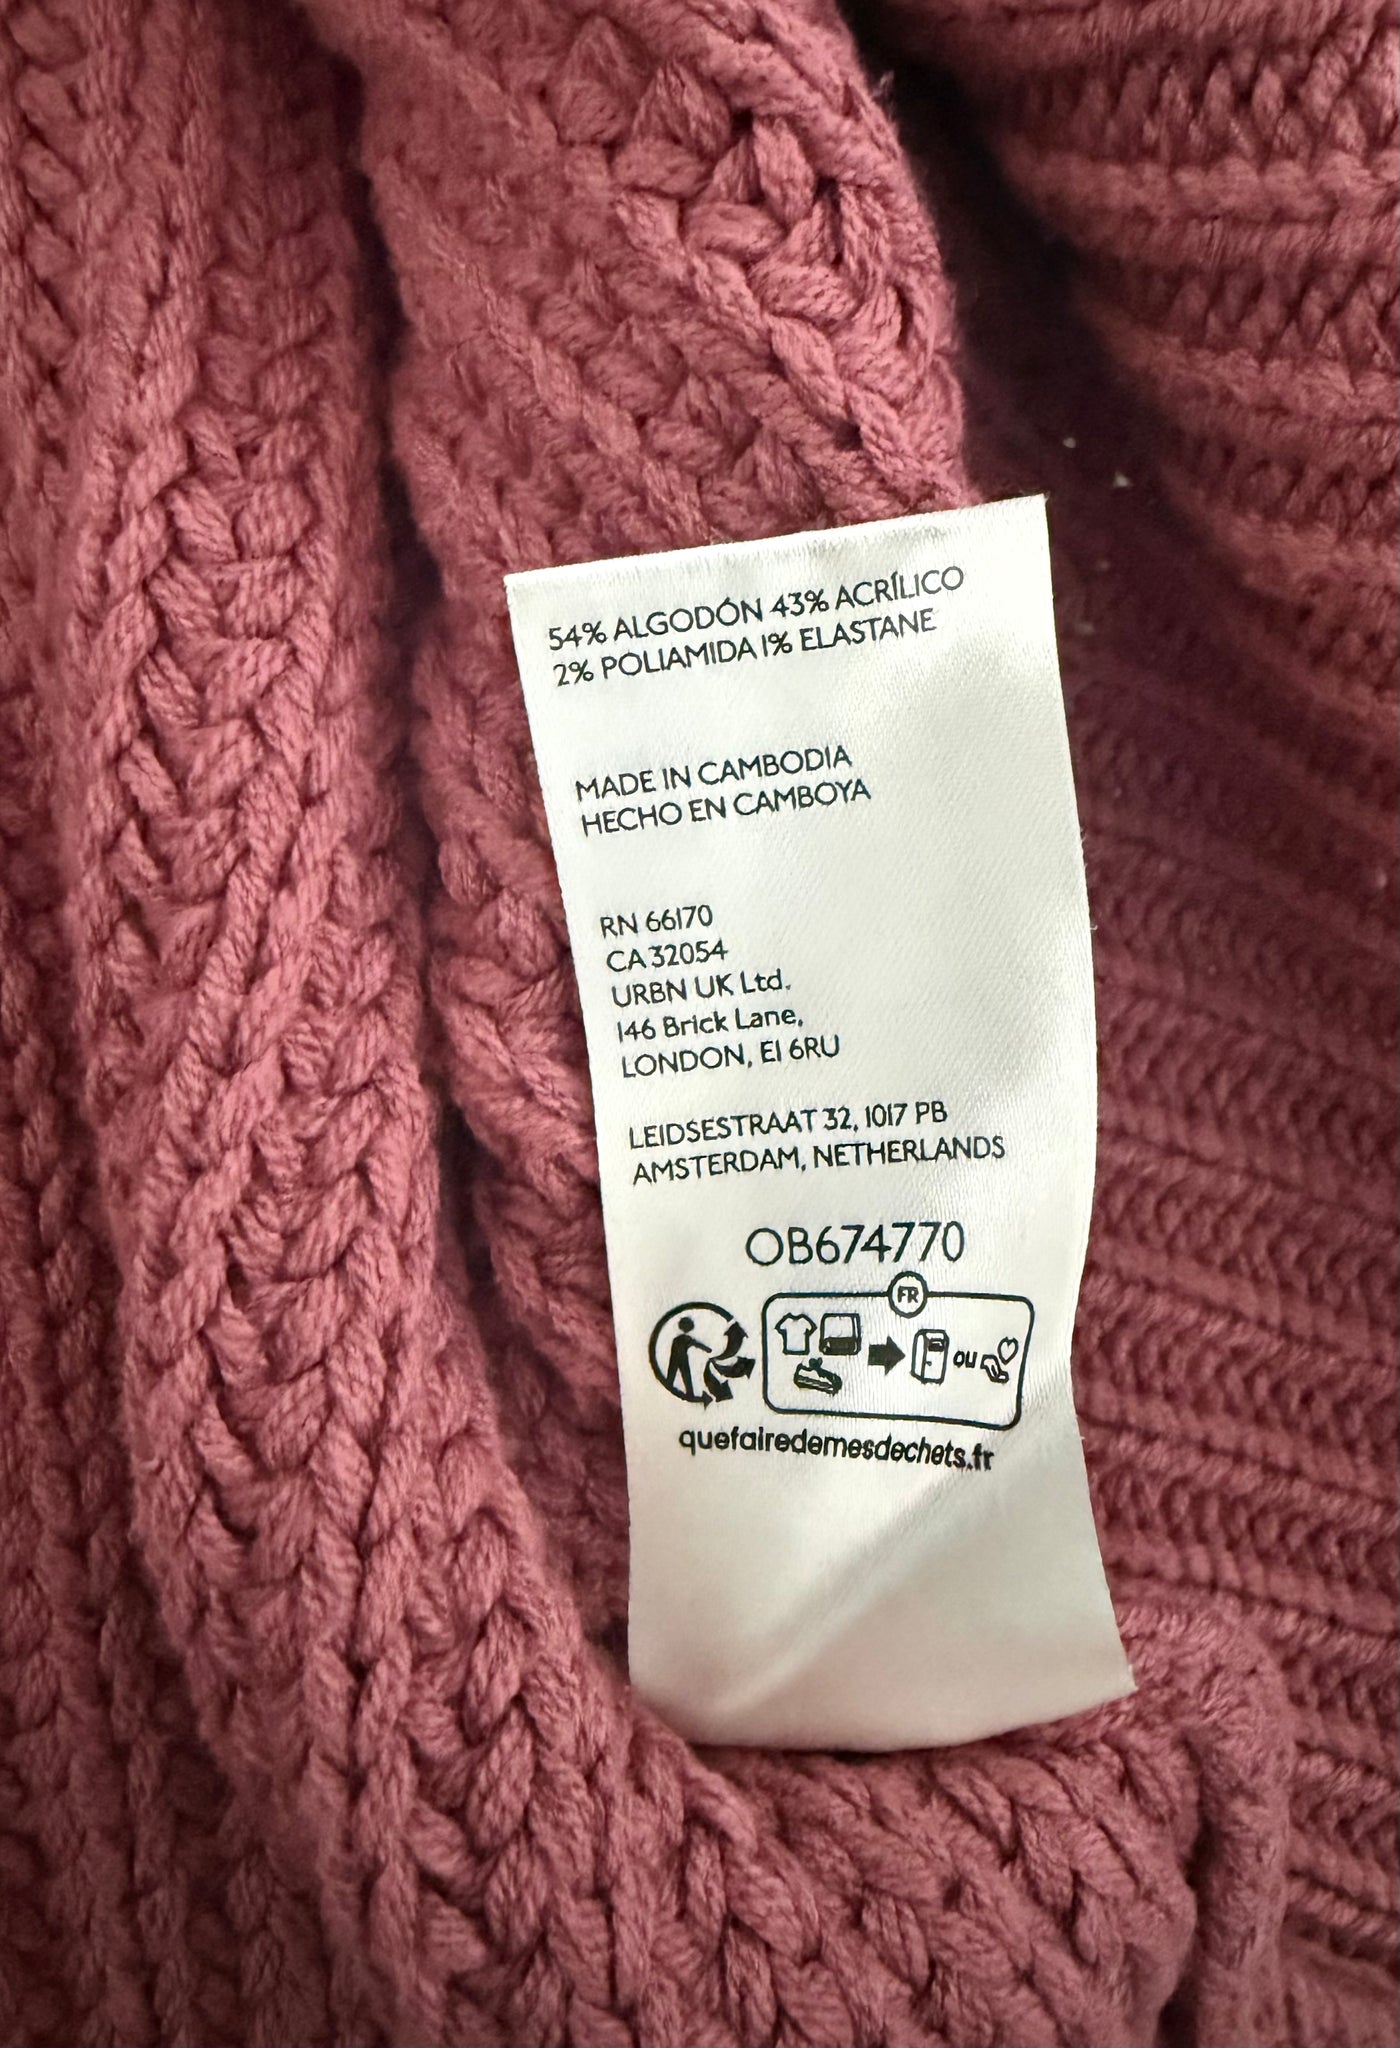 54% ALGODÓN 43% ACRÍLICO
2% POLIAMIDA 1% ELASTANE
MADE IN CAMBODIA
HECHO EN CAMBOYA
RN 66170
CA 32054
URBN UK Ltd.
146 Brick Lane,
LONDON, E1 6RU
LEIDSESTRAAT 32, 1017 PB
AMSTERDAM, NETHERLANDS
OB674770
FR
ou
quefairedemesdechets.fr